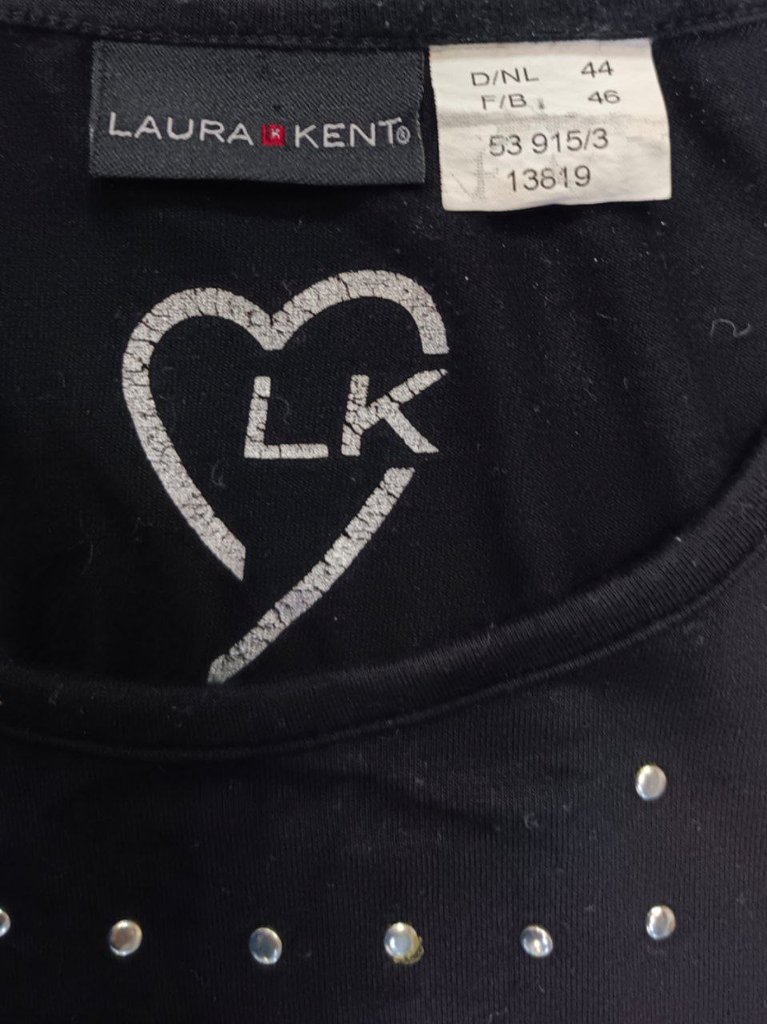 LAURA K KENT®
D/NL 44
F/B 46
53 915/3
13819
LK